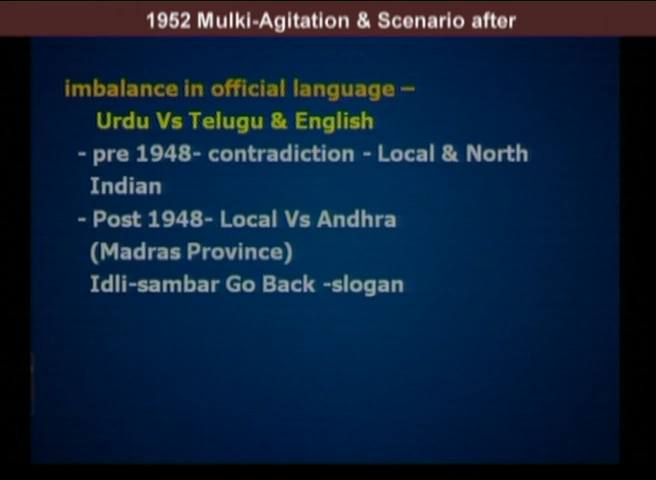 1952 Mulki-Agitation & Scenario after
imbalance in official language –
Urdu Vs Telugu & English
- pre 1948- contradiction - Local & North
Indian
- Post 1948- Local Vs Andhra
(Madras Province)
Idli-sambar Go Back -slogan